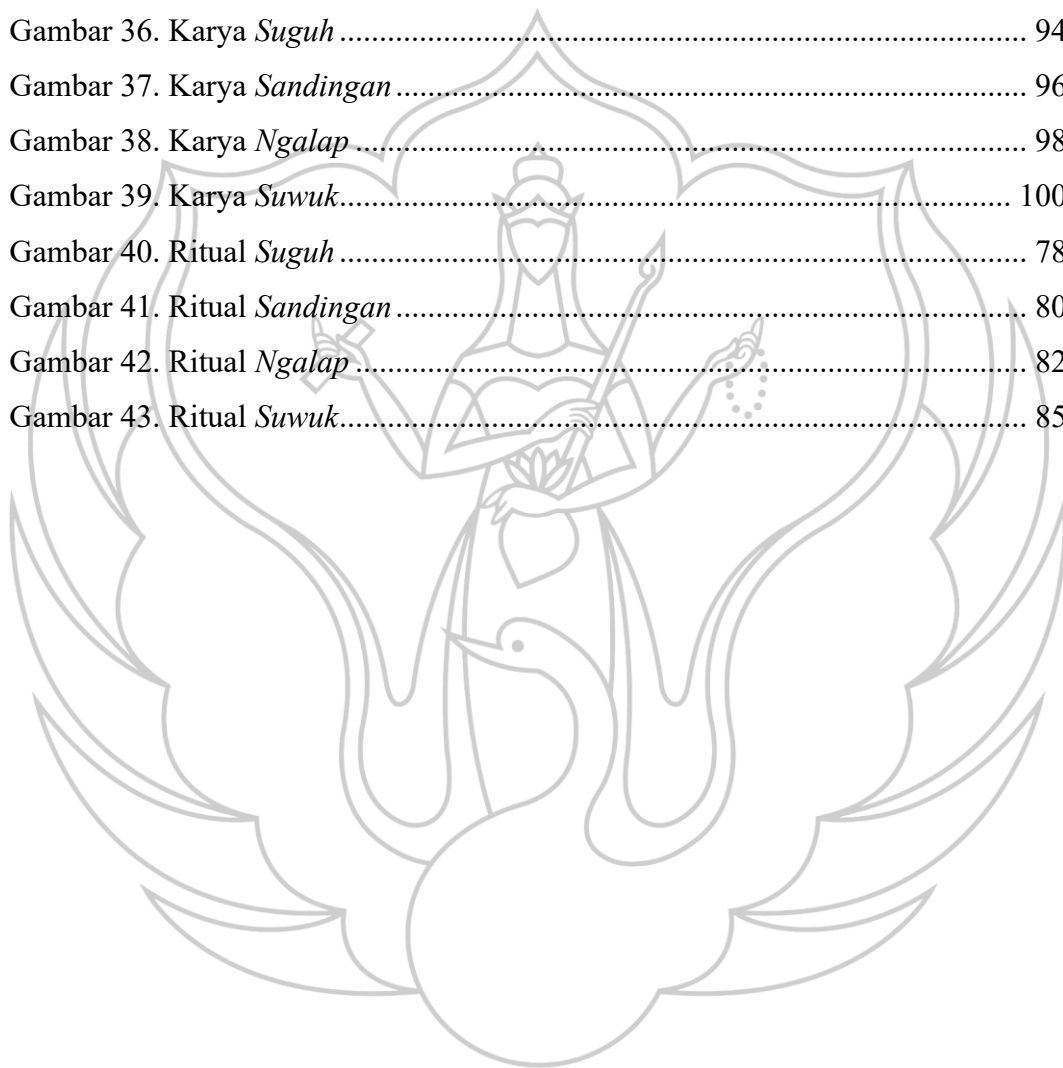 Gambar 36. Karya Suguh .................................................................................... 94
Gambar 37. Karya Sandingan ............................................................................. 96
Gambar 38. Karya Ngalap .................................................................................. 98
Gambar 39. Karya Suwuk.................................................................................. 100
Gambar 40. Ritual Suguh .................................................................................... 78
Gambar 41. Ritual Sandingan ............................................................................. 80
Gambar 42. Ritual Ngalap .................................................................................. 82
Gambar 43. Ritual Suwuk.................................................................................... 85